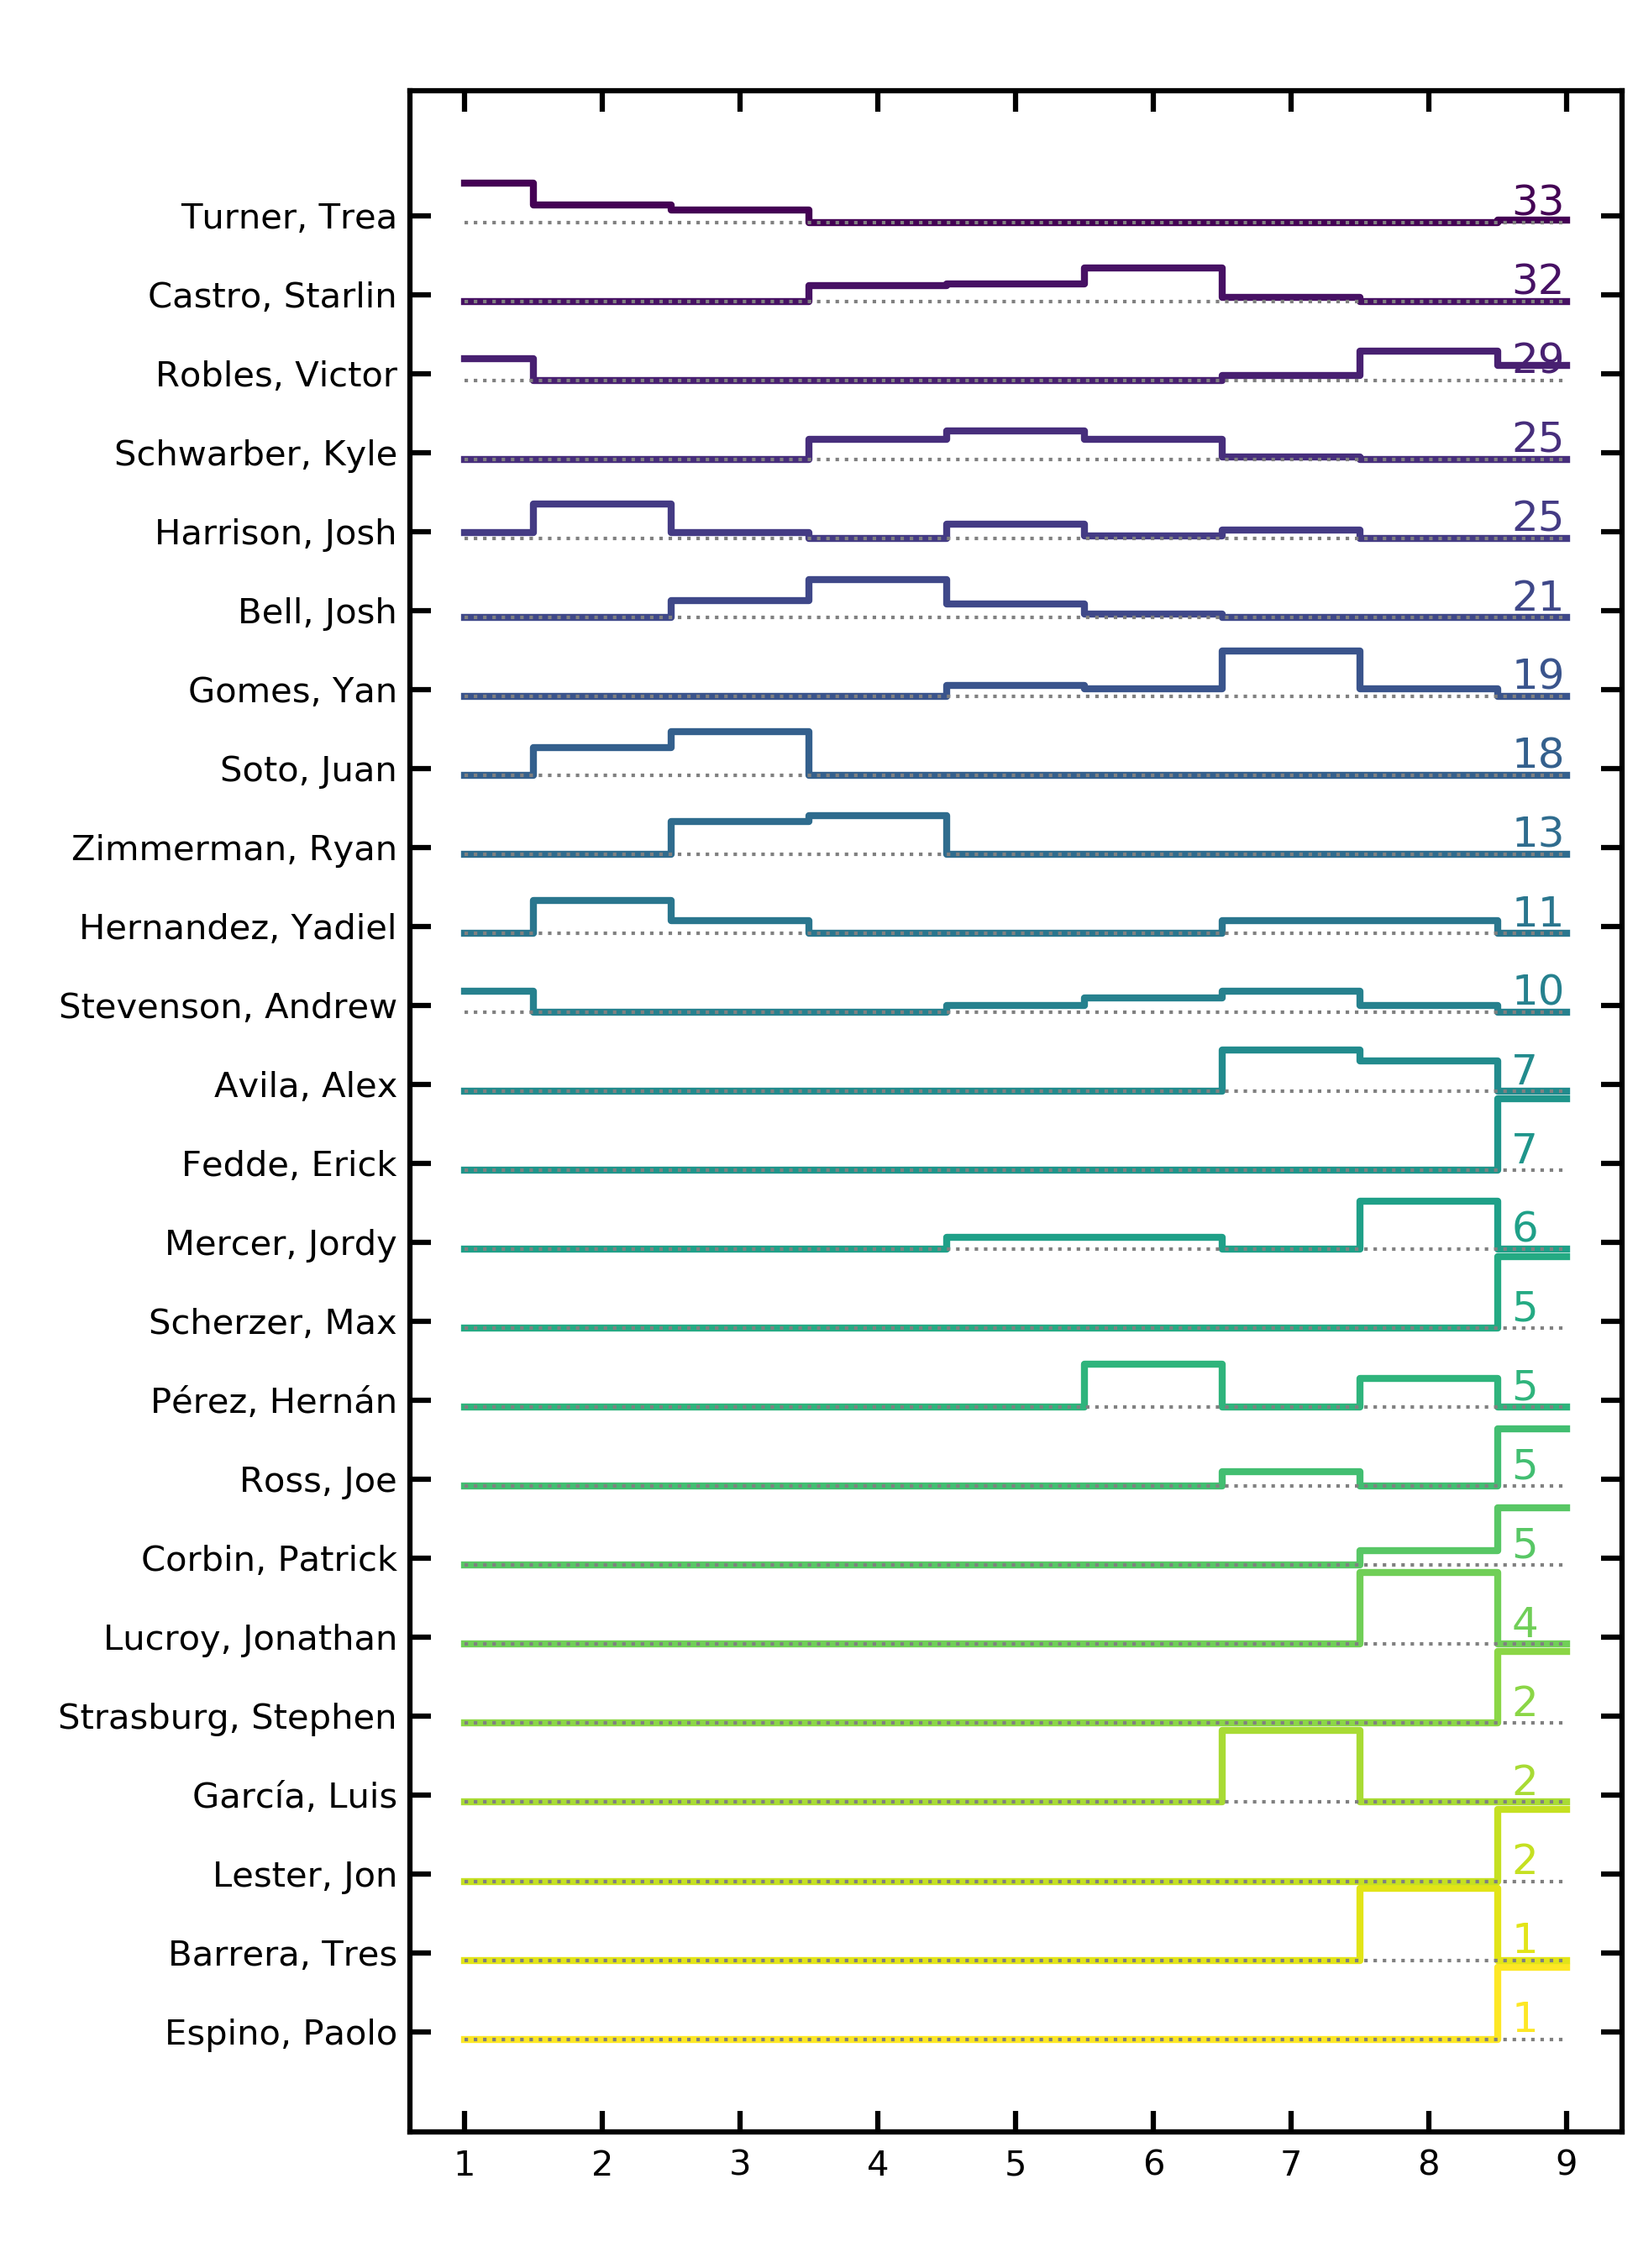 Turner, Trea 33
Castro, Starlin 32
Robles, Victor 29
Schwarber, Kyle 25
Harrison, Josh 25
Bell, Josh 21
Gomes, Yan 19
Soto, Juan 18
Zimmerman, Ryan 13
Hernandez, Yadiel 11
Stevenson, Andrew 10
Avila, Alex 7
Fedde, Erick 7
Mercer, Jordy 6
Scherzer, Max 5
Pérez, Hernán 5
Ross, Joe 5
Corbin, Patrick 5
Lucroy, Jonathan 4
Strasburg, Stephen 2
García, Luis 2
Lester, Jon 2
Barrera, Tres 1
Espino, Paolo 1
1 2 3 4 5 6 7 8 9